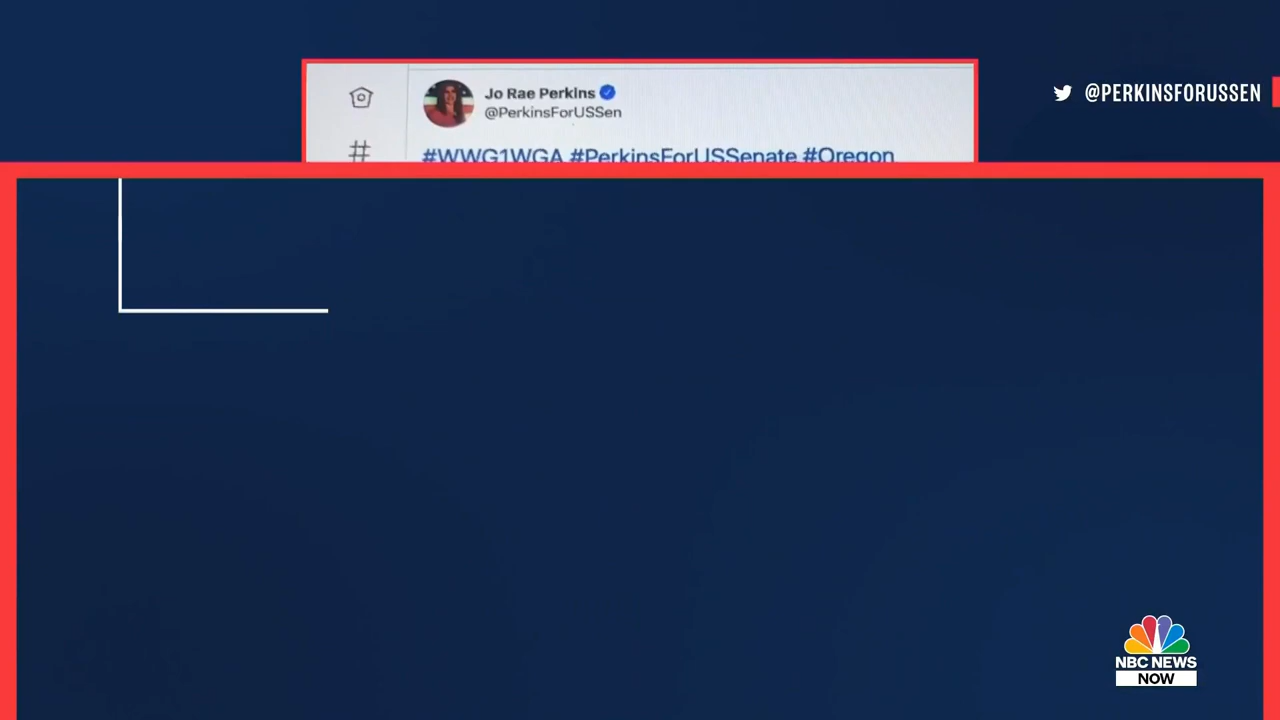 Jo Rae Perkins
@PerkinsForUSSen
@PERKINSFORUSSEN
#
#WWG1WGA #PerkinsForUSSenate #Oregon
NBC NEWS
NOW